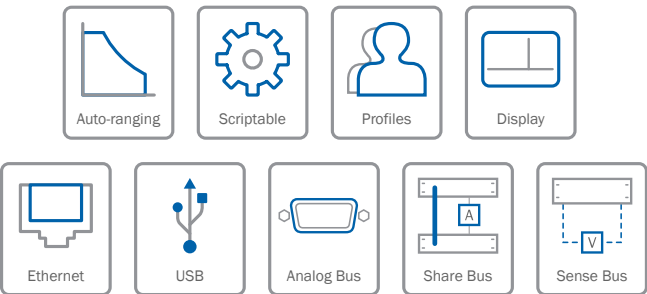 Auto-ranging
Scriptable
Profiles
Display
Ethernet
USB
A
Analog Bus
Share Bus
V
Sense Bus